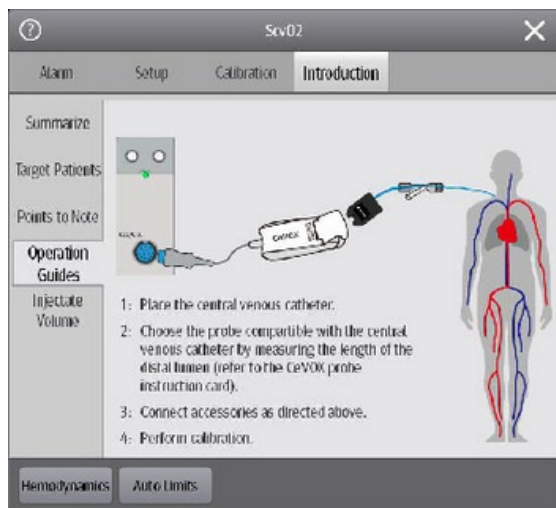 ScvO2
Alarm Setup Calibration Introduction
Summarize
Target Patients
Points to Note
Operation
Guides
Injectate
Volume
CeVOX
1: Place the central venous catheter.
2: Choose the probe compartible with the central
venous catheter by measuring the length of the
distal lumen (refer to the CeVOX probe
instruction card).
3: Connect accessories as directed above.
4: Perform calibration.
Hemodynamics Auto Limits